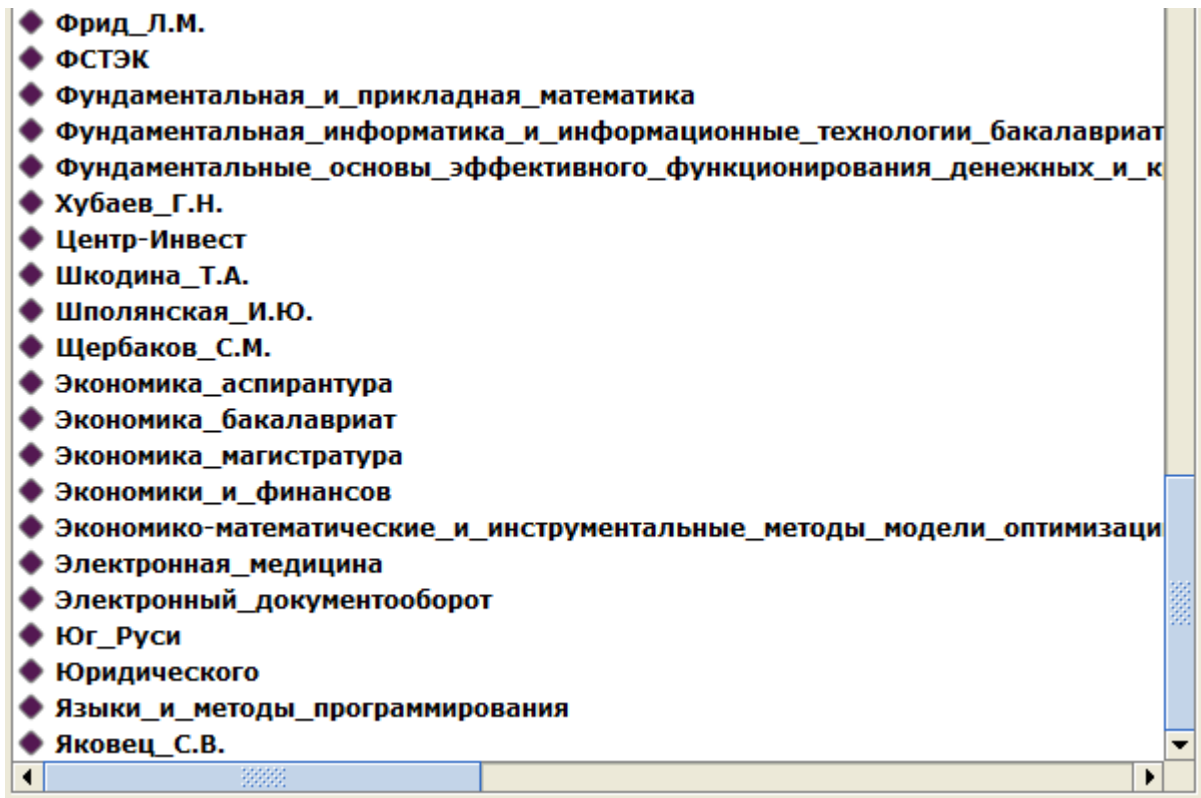 Фрид_Л.М.
ФСТЭК
Фундаментальная_и_прикладная_математика
Фундаментальная_информатика_и_информационные_технологии_бакалавриат
Фундаментальные_основы_эффективного_функционирования_денежных_и_к
Хубаев_Г.Н.
Центр-Инвест
Шкодина_Т.А.
Шполянская_И.Ю.
Щербаков_С.М.
Экономика_аспирантура
Экономика_бакалавриат
Экономика_магистратура
Экономики_и_финансов
Экономико-математические_и_инструментальные_методы_модели_оптимизаци
Электронная_медицина
Электронный_документооборот
Юг_Руси
Юридического
Языки_и_методы_программирования
Яковец_С.В.